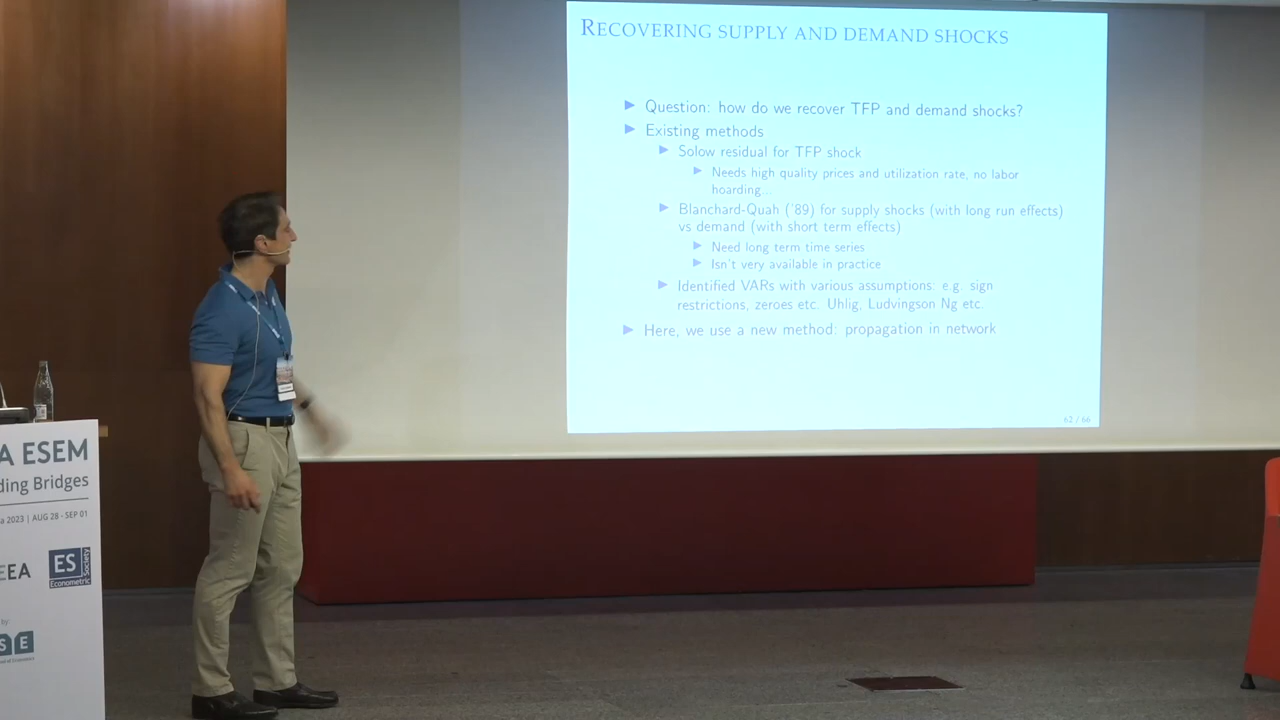 RECOVERING SUPPLY AND DEMAND SHOCKS
Question: how do we recover TFP and demand shocks?
Existing methods
Solow residual for TFP shock
Needs high quality prices and utilization rate, no labor
hoarding...
Blanchard-Quah ('89) for supply shocks (with long run effects)
vs demand (with short term effects)
Need long term time series
Isn't very available in practice
Identified VARs with various assumptions: e.g. sign
restrictions, zeroes etc. Uhlig, Ludvingson Ng etc.
Here, we use a new method: propagation in network
62 / 66
A ESEM
ding Bridges
a 2023 | AUG 28 - SEP 01
EEA
ES
Econometric
Society
by:
S E